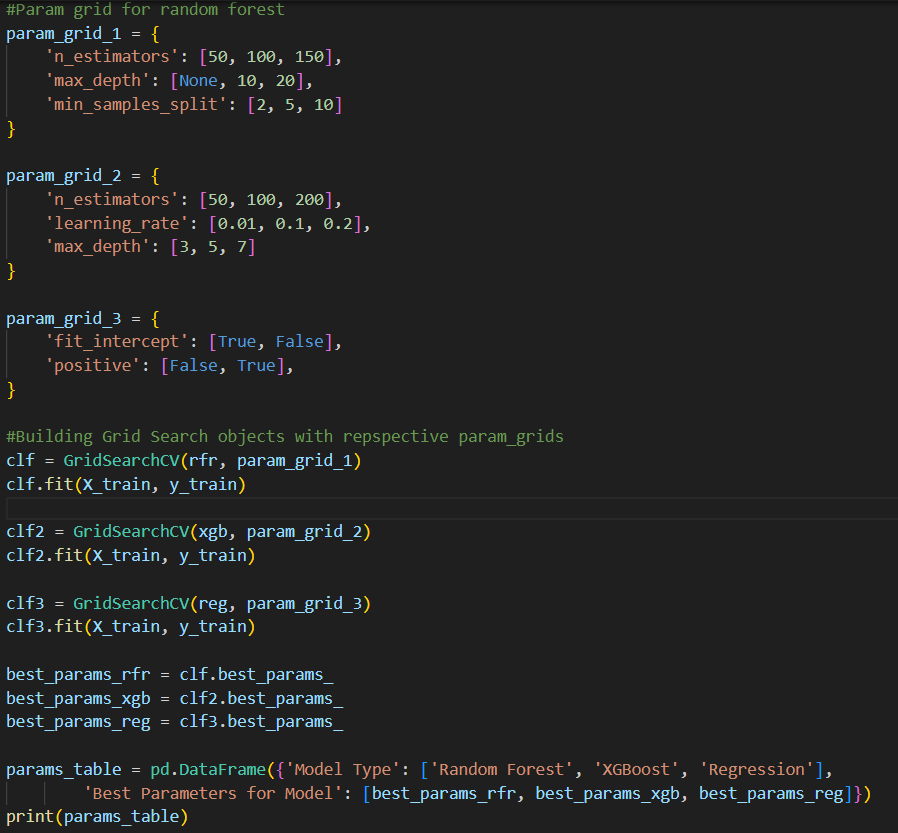 #Param grid for random forest
param_grid_1 = {
    'n_estimators': [50, 100, 150],
    'max_depth': [None, 10, 20],
    'min_samples_split': [2, 5, 10]
}

param_grid_2 = {
    'n_estimators': [50, 100, 200],
    'learning_rate': [0.01, 0.1, 0.2],
    'max_depth': [3, 5, 7]
}

param_grid_3 = {
    'fit_intercept': [True, False],
    'positive': [False, True],
}

#Building Grid Search objects with repspective param_grids
clf = GridSearchCV(rfr, param_grid_1)
clf.fit(X_train, y_train)

clf2 = GridSearchCV(xgb, param_grid_2)
clf2.fit(X_train, y_train)

clf3 = GridSearchCV(reg, param_grid_3)
clf3.fit(X_train, y_train)

best_params_rfr = clf.best_params_
best_params_xgb = clf2.best_params_
best_params_reg = clf3.best_params_

params_table = pd.DataFrame({'Model Type': ['Random Forest', 'XGBoost', 'Regression'],
        'Best Parameters for Model': [best_params_rfr, best_params_xgb, best_params_reg]})
print(params_table)